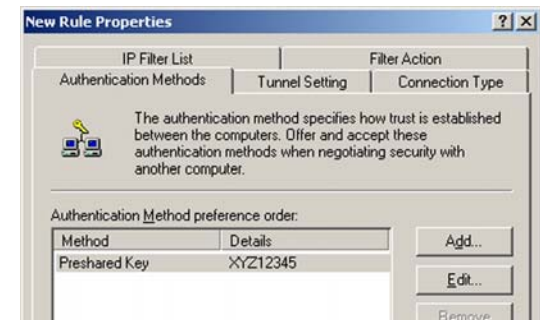 New Rule Properties
IP Filter List Filter Action
Authentication Methods Tunnel Setting Connection Type
The authentication method specifies how trust is established
between the computers. Offer and accept these
authentication methods when negotiating security with
another computer.
Authentication Method preference order:
Method Details Add...
Preshared Key XYZ12345
Edit...
Remove